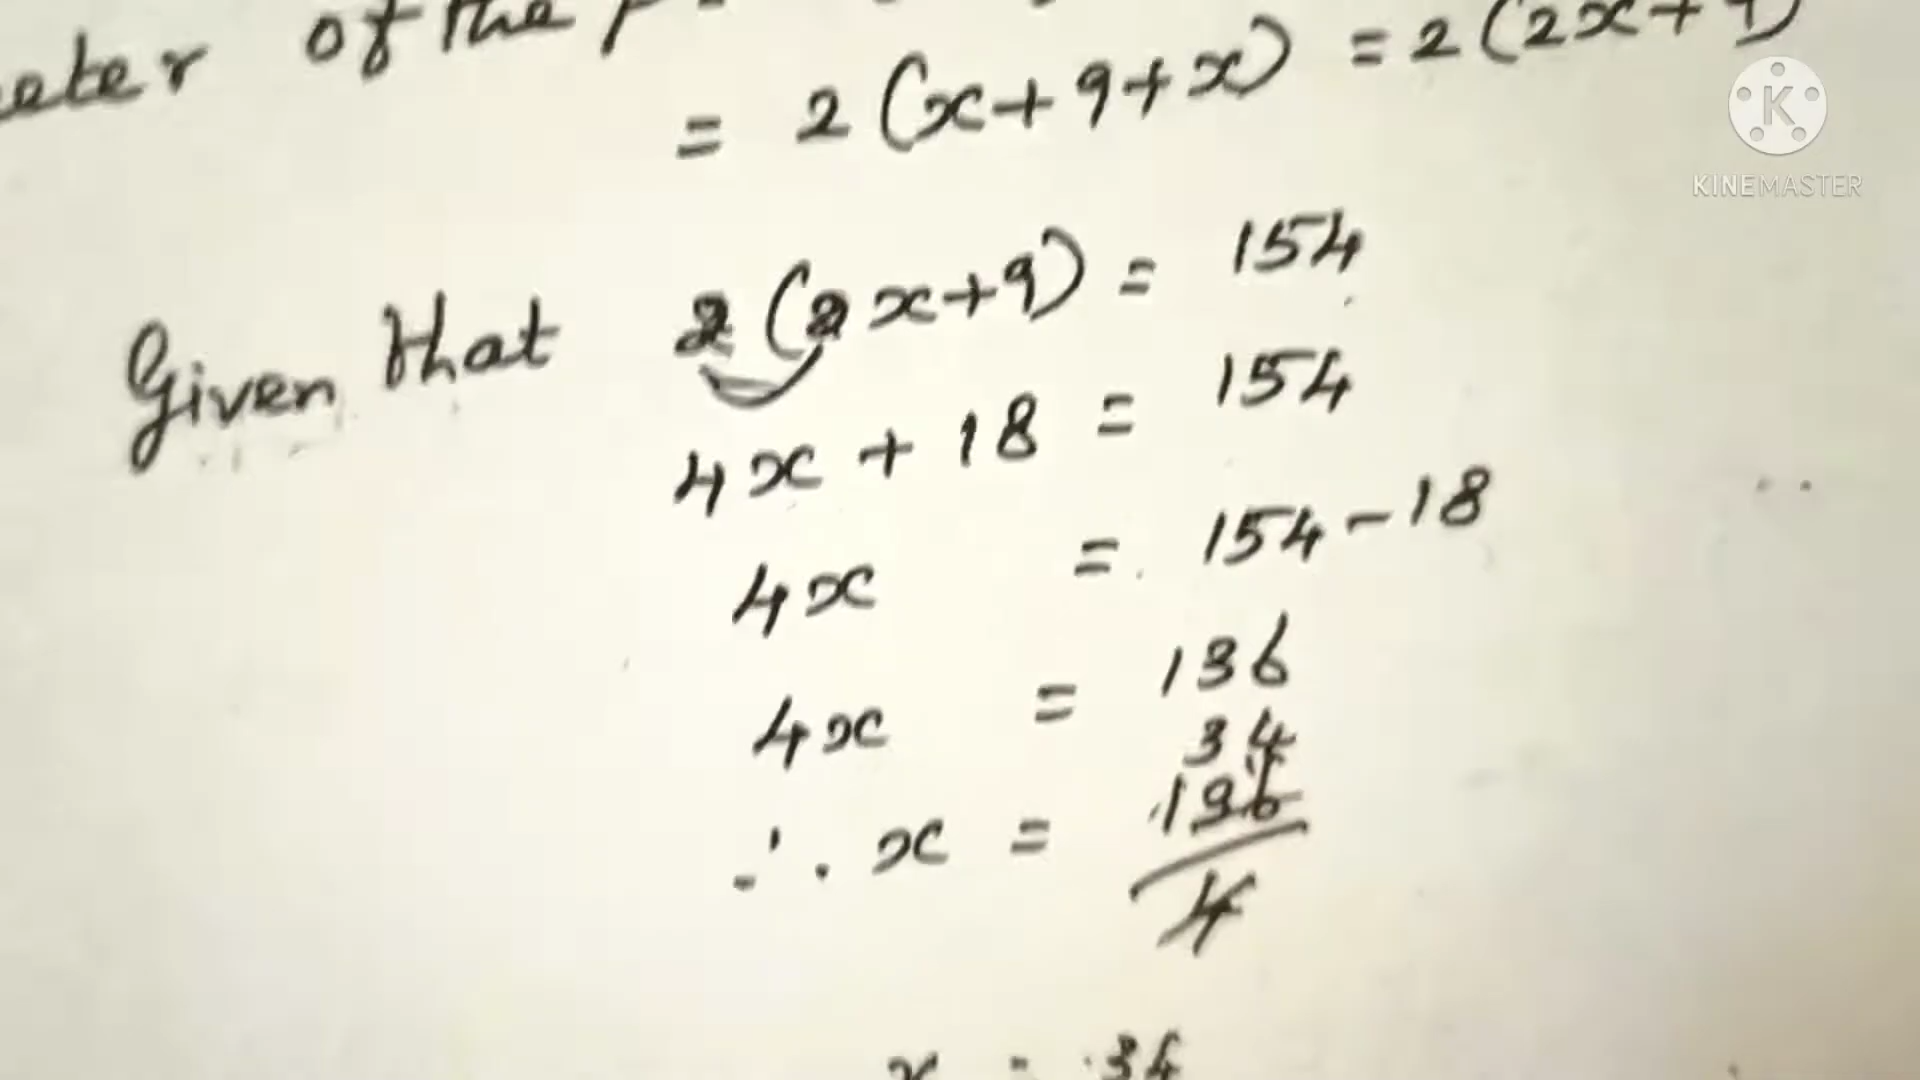 of the
= 2(x+9+x) = 2(2x+9)
KINEMASTER
Given that 2(2x+9) = 154
4x + 18 = 154
4x = 154-18
4x = 136
34
∴ x = 136/4
x = 34